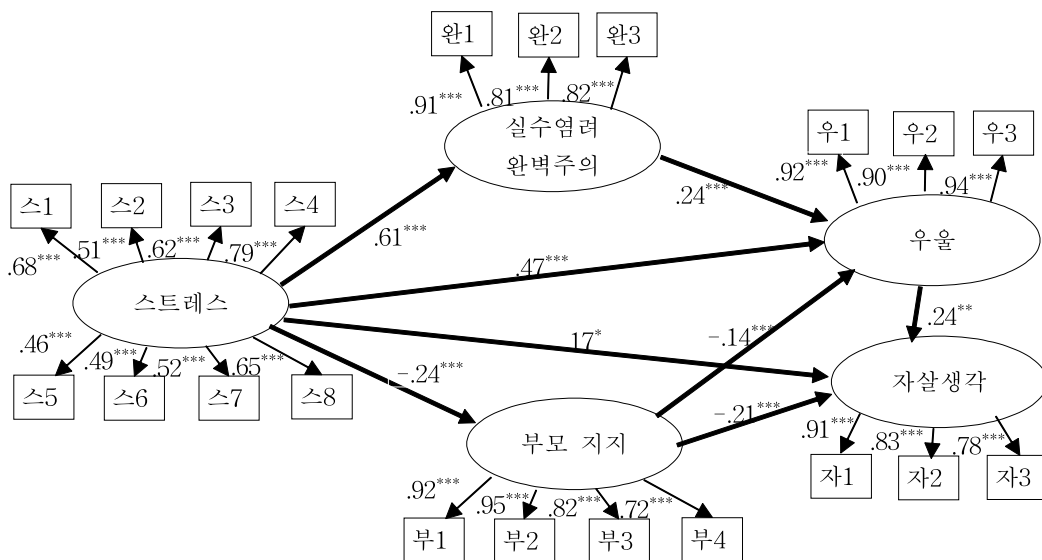 완1 완2 완3
.91*** .81*** .82***
실수염려
완벽주의
우1 우2 우3
.92*** .90*** .94***
.24***
스1 스2 스3 스4
.68*** .51*** .62*** .79***
.61***
우울
.47***
스트레스
.24**
.17*
-.14***
.46*** .49*** .52*** .65***
스5 스6 스7 스8
-.24***
자살생각
-.21***
.91*** .83*** .78***
부모 지지
자1 자2 자3
.92*** .95*** .82*** .72***
부1 부2 부3 부4